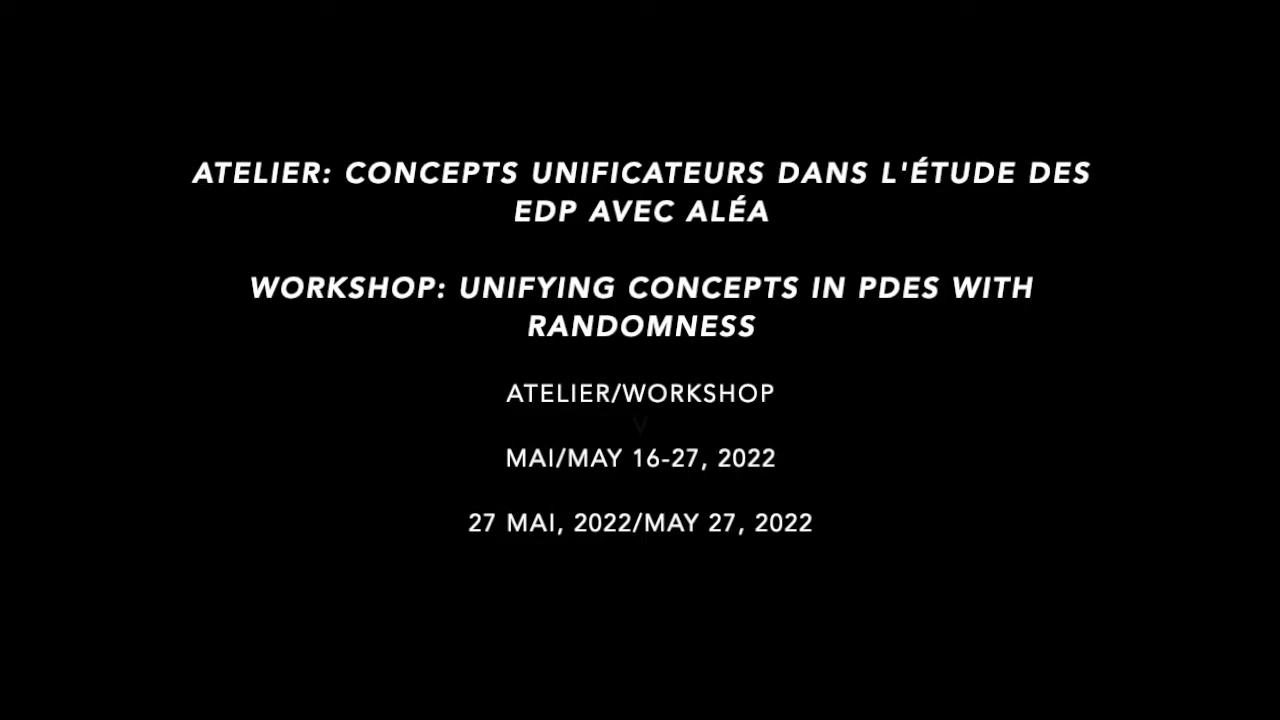 ATELIER: CONCEPTS UNIFICATEURS DANS L'ÉTUDE DES
EDP AVEC ALÉA
WORKSHOP: UNIFYING CONCEPTS IN PDES WITH
RANDOMNESS
ATELIER/WORKSHOP
MAI/MAY 16-27, 2022
27 MAI, 2022/MAY 27, 2022